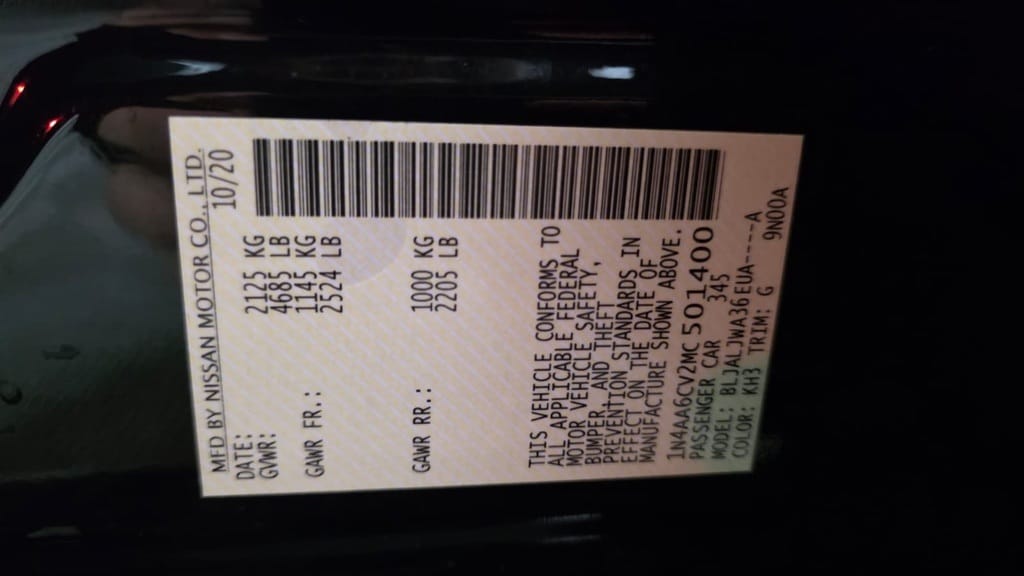 MFD BY NISSAN MOTOR CO., LTD.
DATE: 10/20
GVWR: 2125 KG
4685 LB
GAWR FR.: 1145 KG
2524 LB
GAWR RR.: 1000 KG
2205 LB
THIS VEHICLE CONFORMS TO
ALL APPLICABLE FEDERAL
MOTOR VEHICLE SAFETY,
BUMPER, AND THEFT
PREVENTION STANDARDS IN
EFFECT ON THE DATE OF
MANUFACTURE SHOWN ABOVE.
1N4AA6CV2MC501400
PASSENGER CAR 345
MODEL: BLJALJWA36EUA----A
COLOR: KH3 TRIM: G 9N00A